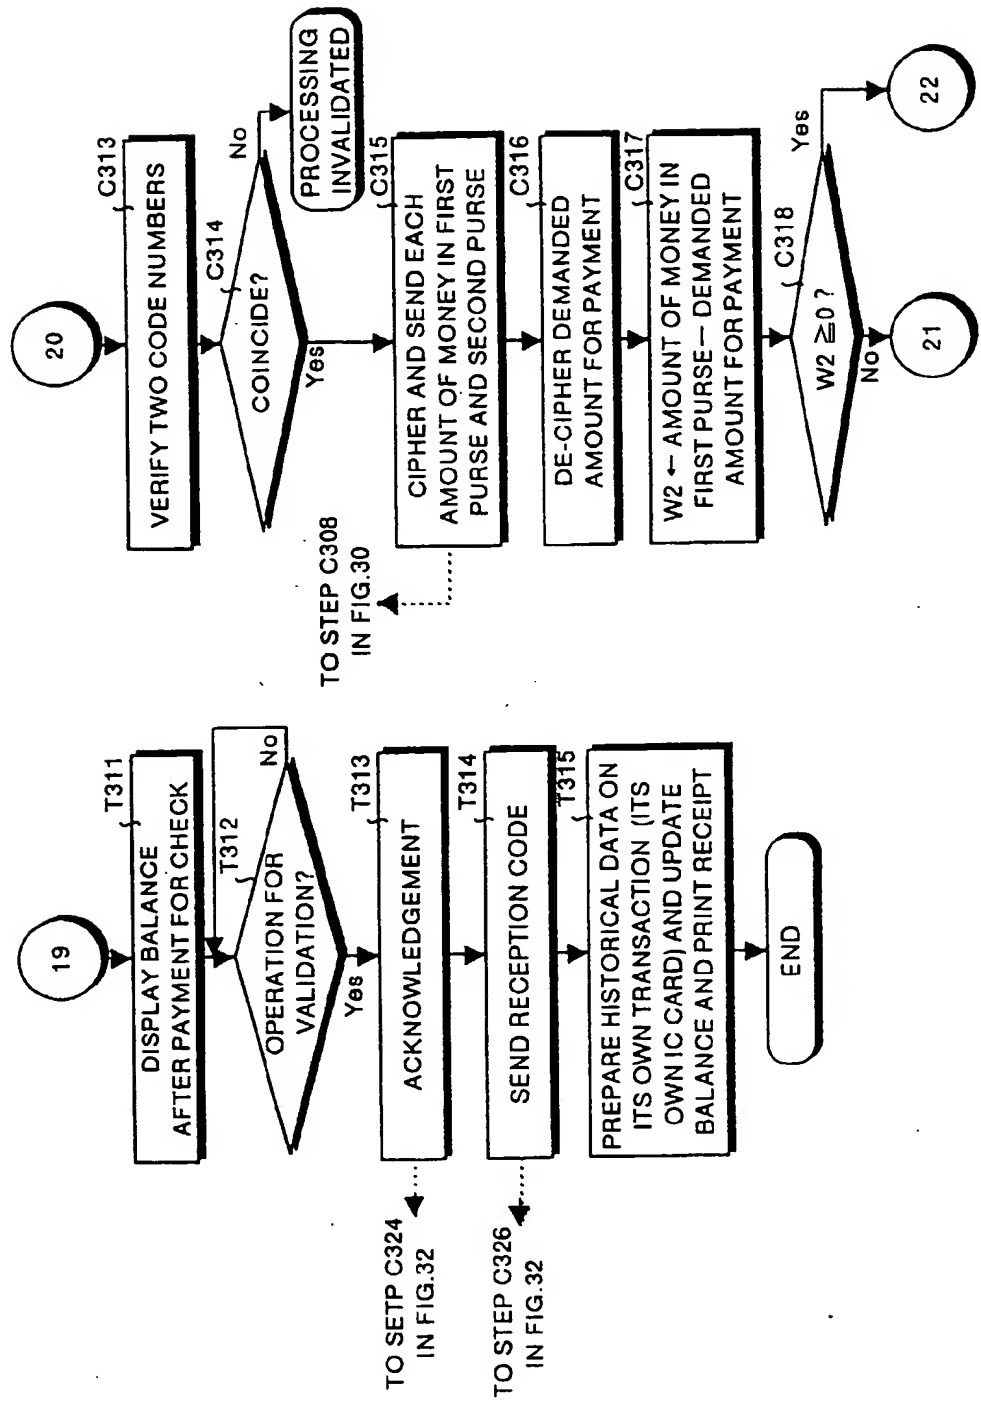 19
T311
DISPLAY BALANCE
AFTER PAYMENT FOR CHECK
T312
OPERATION FOR
VALIDATION?
No
Yes
T313
ACKNOWLEDGEMENT
TO SETP C324
IN FIG.32
T314
SEND RECEPTION CODE
TO STEP C326
IN FIG.32
T315
PREPARE HISTORICAL DATA ON
ITS OWN TRANSACTION (ITS
OWN IC CARD) AND UPDATE
BALANCE AND PRINT RECEIPT
END
20
C313
VERIFY TWO CODE NUMBERS
C314
COINCIDE?
No
PROCESSING
INVALIDATED
Yes
C315
CIPHER AND SEND EACH
AMOUNT OF MONEY IN FIRST
PURSE AND SECOND PURSE
TO STEP C308
IN FIG.30
C316
DE-CIPHER DEMANDED
AMOUNT FOR PAYMENT
C317
W2 ← AMOUNT OF MONEY IN
FIRST PURSE — DEMANDED
AMOUNT FOR PAYMENT
C318
W2 ≧0 ?
Yes
22
No
21